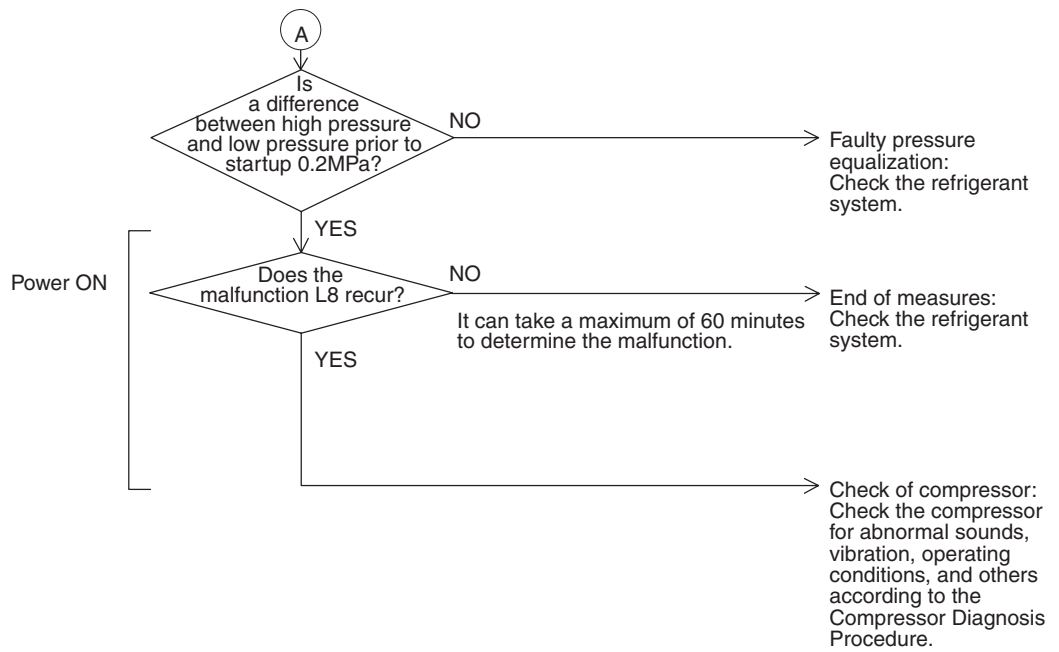 A
Is
a difference
between high pressure
and low pressure prior to
startup 0.2MPa?
NO
Faulty pressure
equalization:
Check the refrigerant
system.
YES
Power ON
Does the
malfunction L8 recur?
NO
It can take a maximum of 60 minutes
to determine the malfunction.
End of measures:
Check the refrigerant
system.
YES
Check of compressor:
Check the compressor
for abnormal sounds,
vibration, operating
conditions, and others
according to the
Compressor Diagnosis
Procedure.